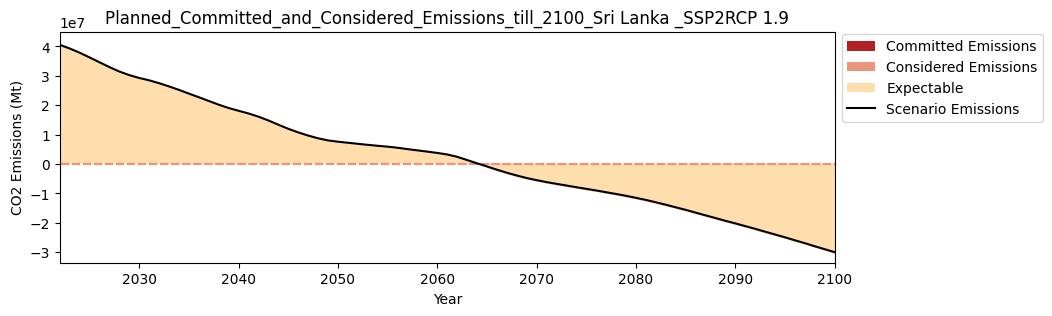 Planned_Committed_and_Considered_Emissions_till_2100_Sri Lanka _SSP2RCP 1.9
1e7
4
3
2
1
0
−1
−2
−3
CO2 Emissions (Mt)
2030 2040 2050 2060 2070 2080 2090 2100
Year
Committed Emissions
Considered Emissions
Expectable
Scenario Emissions